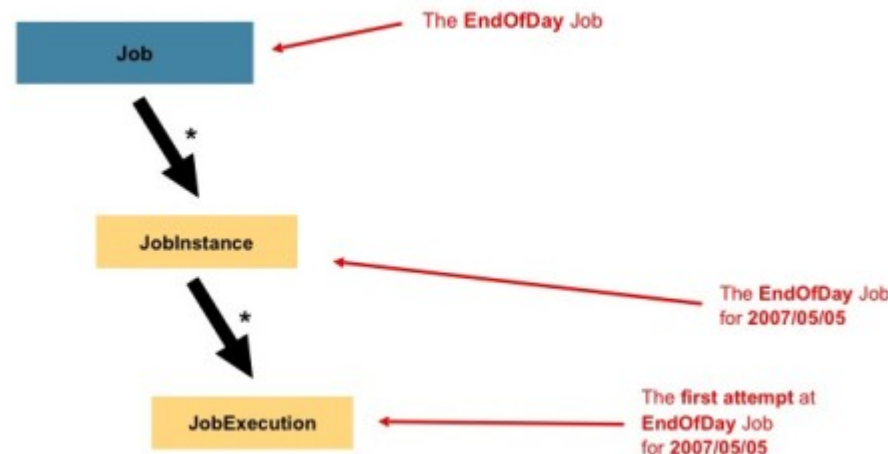 The EndOfDay Job
Job
*
JobInstance
The EndOfDay Job
for 2007/05/05
*
The first attempt at
EndOfDay Job
for 2007/05/05
JobExecution